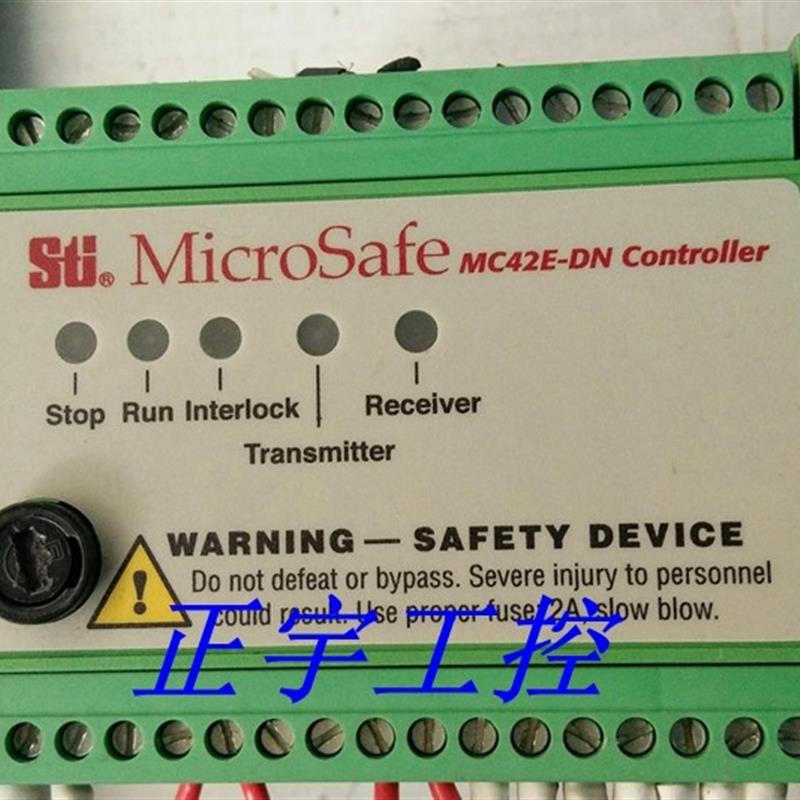 Sti® MicroSafe MC42E-DN Controller
Stop Run Interlock Receiver
Transmitter
WARNING — SAFETY DEVICE
Do not defeat or bypass. Severe injury to personnel
could result. Use proper fuse, 2A, slow blow.
正宇工控